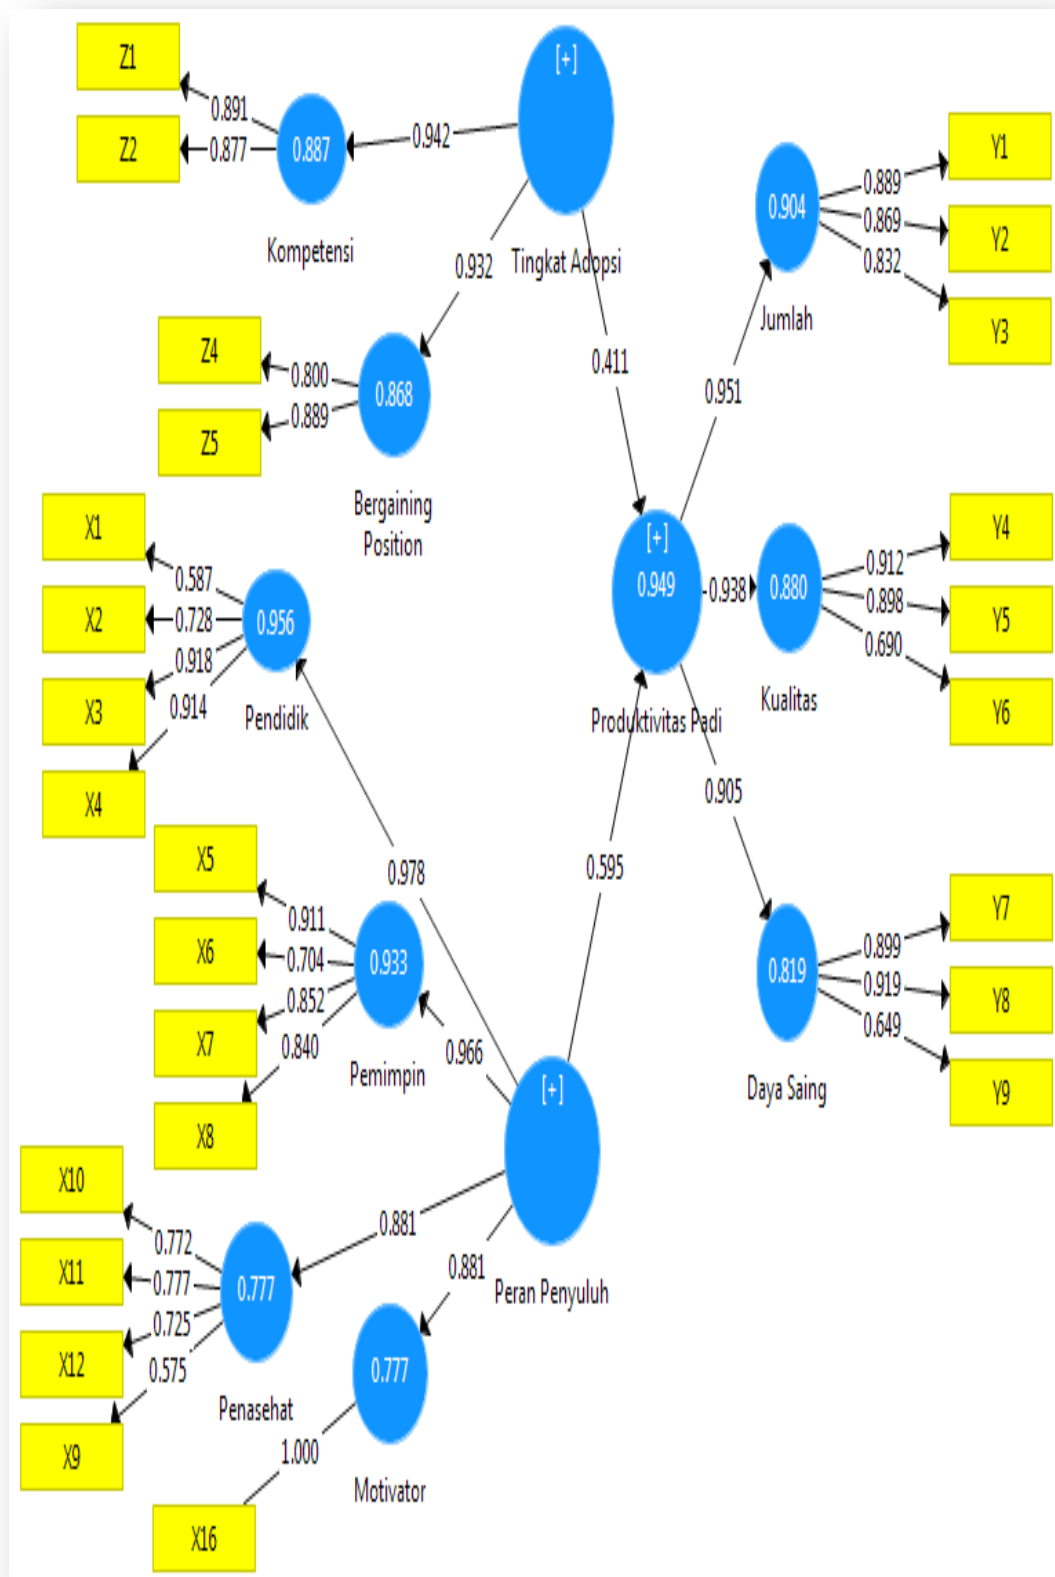 Z1
0.891
Z2
0.877
0.887
Kompetensi
0.942
[+]
Tingkat Adopsi
0.932
Z4
0.800
Z5
0.889
0.868
Bergaining
Position
0.411
Y1
0.889
Y2
0.869
Y3
0.832
0.904
Jumlah
0.951
X1
0.587
X2
0.728
X3
0.918
X4
0.914
0.956
Pendidik
[+]
0.949
Produktivitas Padi
0.938
0.880
Kualitas
Y4
0.912
Y5
0.898
Y6
0.690
0.905
0.978
0.595
X5
0.911
X6
0.704
X7
0.852
X8
0.840
0.933
Pemimpin
0.966
0.819
Daya Saing
Y7
0.899
Y8
0.919
Y9
0.649
[+]
Peran Penyuluh
0.881
0.881
X10
0.772
X11
0.777
X12
0.725
X9
0.575
0.777
Penasehat
0.777
Motivator
1.000
X16